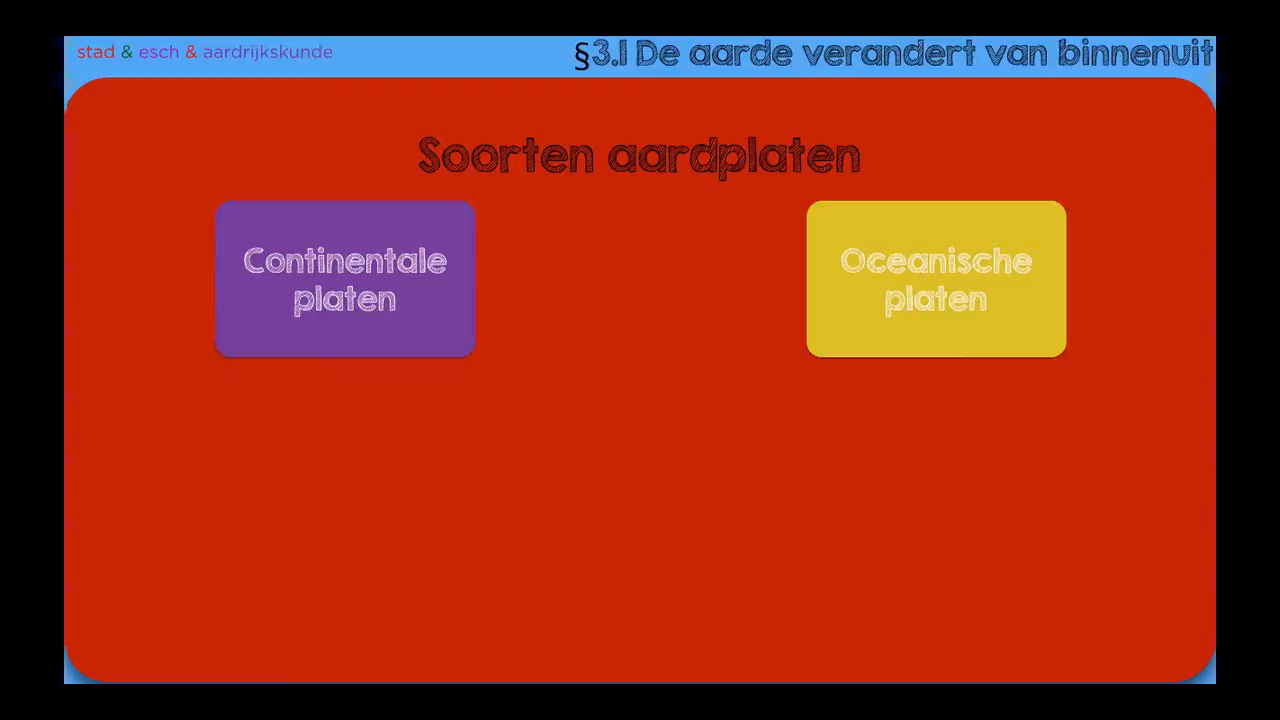 stad & esch & aardrijkskunde
§3.1 De aarde verandert van binnenuit
Soorten aardplaten
Continentale
platen
Oceanische
platen